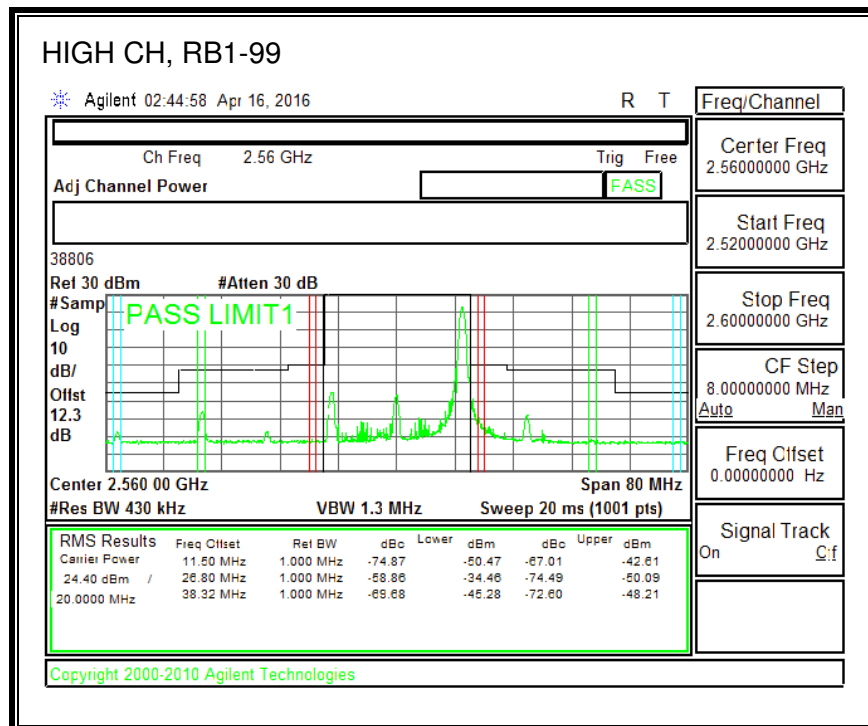 HIGH CH, RB1-99
Agilent 02:44:58 Apr 16, 2016 R T
Freq/Channel
Ch Freq 2.56 GHz Trig Free
Adj Channel Power PASS
Center Freq
2.56000000 GHz
Start Freq
2.52000000 GHz
Stop Freq
2.60000000 GHz
CF Step
8.00000000 MHz
Auto Man
Freq Offset
0.00000000 Hz
Signal Track
On Off
38806
Ref 30 dBm #Atten 30 dB
#Samp
Log
10
dB/
Offst
12.3
dB
PASS LIMIT1
Center 2.560 00 GHz Span 80 MHz
#Res BW 430 kHz VBW 1.3 MHz Sweep 20 ms (1001 pts)
RMS Results Freq Offset Ref BW dBc Lower dBm dBc Upper dBm
Carrier Power 11.50 MHz 1.000 MHz -74.87 -50.47 -67.01 -42.61
24.40 dBm / 26.80 MHz 1.000 MHz -58.86 -34.46 -74.49 -50.09
20.0000 MHz 38.32 MHz 1.000 MHz -69.68 -45.28 -72.60 -48.21
Copyright 2000-2010 Agilent Technologies